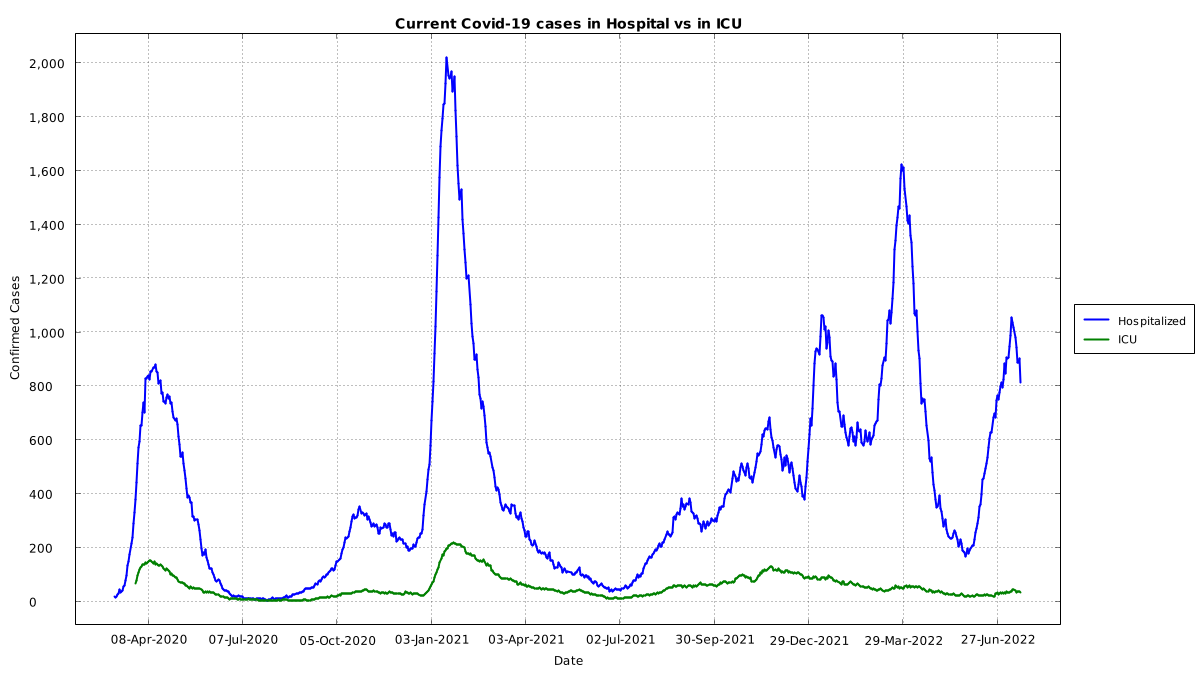 Current Covid-19 cases in Hospital vs in ICU
2,000
1,800
1,600
1,400
1,200
1,000
800
600
400
200
0
Confirmed Cases
08-Apr-2020 07-Jul-2020 05-Oct-2020 03-Jan-2021 03-Apr-2021 02-Jul-2021 30-Sep-2021 29-Dec-2021 29-Mar-2022 27-Jun-2022
Date
Hospitalized
ICU